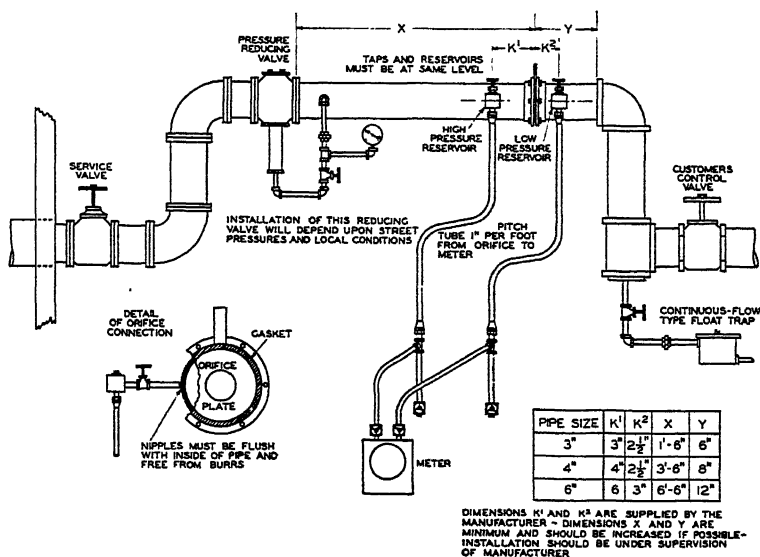 X
Y
K¹
K²
PRESSURE
REDUCING
VALVE
TAPS AND RESERVOIRS
MUST BE AT SAME LEVEL
HIGH
PRESSURE
RESERVOIR
LOW
PRESSURE
RESERVOIR
SERVICE
VALVE
CUSTOMERS
CONTROL
VALVE
INSTALLATION OF THIS REDUCING
VALVE WILL DEPEND UPON STREET
PRESSURES AND LOCAL CONDITIONS
PITCH
TUBE 1" PER FOOT
FROM ORIFICE TO
METER
DETAIL
OF ORIFICE
CONNECTION
GASKET
ORIFICE
PLATE
CONTINUOUS-FLOW
TYPE FLOAT TRAP
NIPPLES MUST BE FLUSH
WITH INSIDE OF PIPE AND
FREE FROM BURRS
METER
PIPE SIZE K¹ K² X Y
3" 3" 2½" 1'-6" 6"
4" 4" 2½" 3'-6" 8"
6" 6 3" 6'-6" 12"
DIMENSIONS K¹ AND K² ARE SUPPLIED BY THE
MANUFACTURER ~ DIMENSIONS X AND Y ARE
MINIMUM AND SHOULD BE INCREASED IF POSSIBLE-
INSTALLATION SHOULD BE UNDER SUPERVISION
OF MANUFACTURER